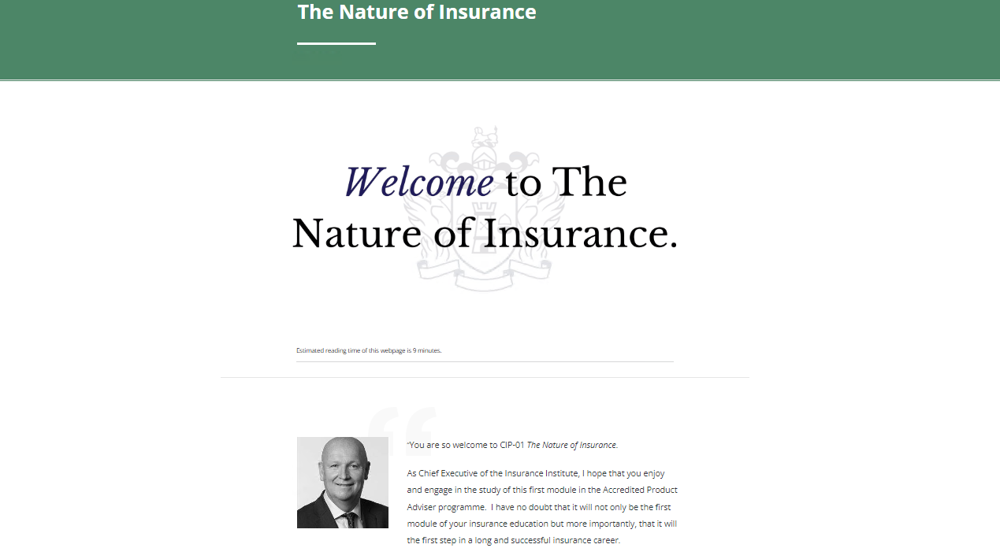 The Nature of Insurance
Welcome to The
Nature of Insurance.
Estimated reading time of this webpage is 9 minutes.
“You are so welcome to CIP-01 The Nature of Insurance.
As Chief Executive of the Insurance Institute, I hope that you enjoy
and engage in the study of this first module in the Accredited Product
Adviser programme.  I have no doubt that it will not only be the first
module of your insurance education but more importantly, that it will
the first step in a long and successful insurance career.